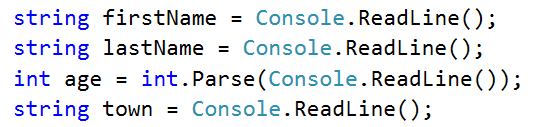 string firstName = Console.ReadLine();
string lastName = Console.ReadLine();
int age = int.Parse(Console.ReadLine());
string town = Console.ReadLine();